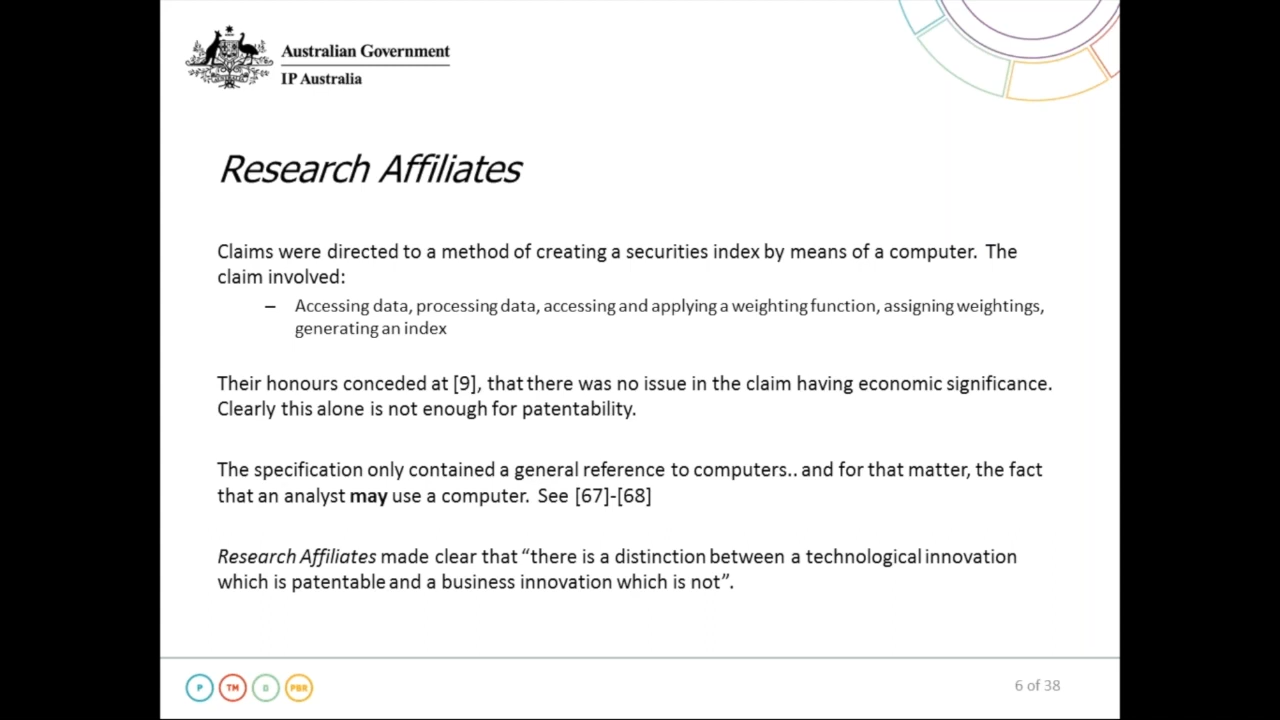 Australian Government
IP Australia
Research Affiliates
Claims were directed to a method of creating a securities index by means of a computer. The
claim involved:
– Accessing data, processing data, accessing and applying a weighting function, assigning weightings,
generating an index
Their honours conceded at [9], that there was no issue in the claim having economic significance.
Clearly this alone is not enough for patentability.
The specification only contained a general reference to computers.. and for that matter, the fact
that an analyst may use a computer. See [67]-[68]
Research Affiliates made clear that “there is a distinction between a technological innovation
which is patentable and a business innovation which is not”.
P TM D PBR
6 of 38